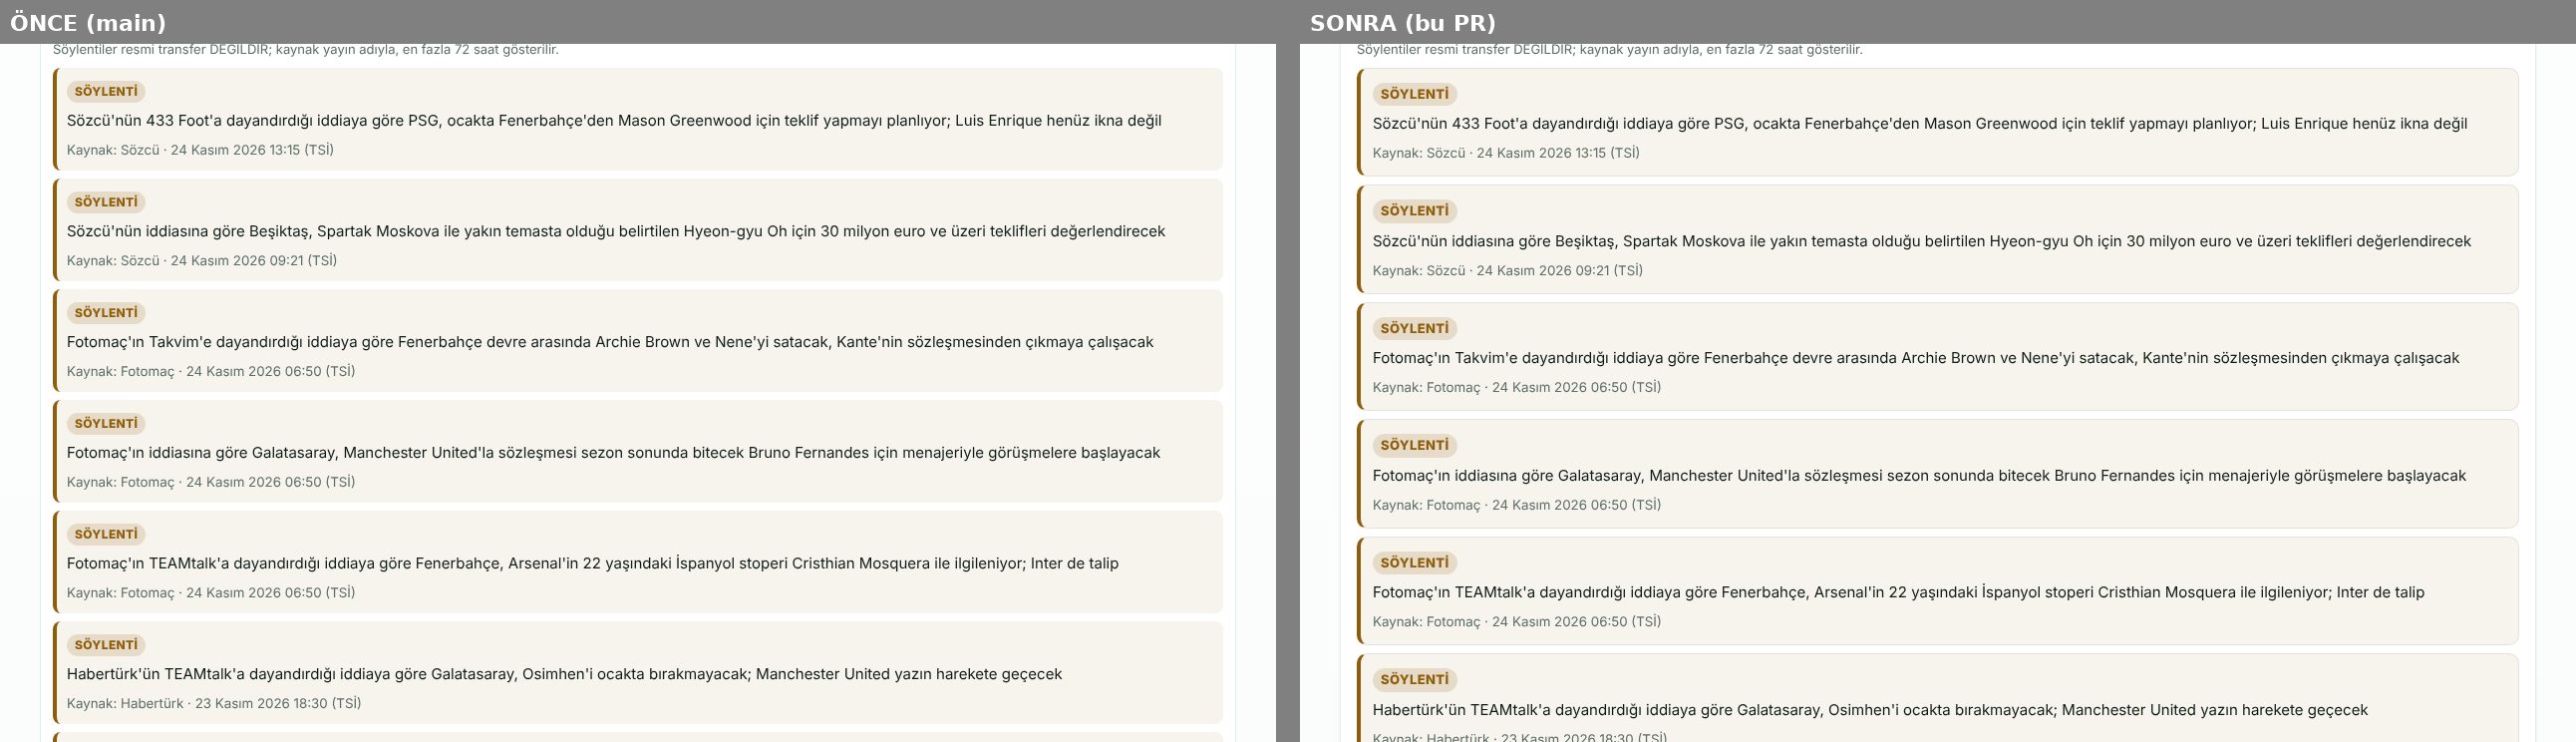 ÖNCE (main)
Söylentiler resmi transfer DEĞİLDİR; kaynak yayın adıyla, en fazla 72 saat gösterilir.
SÖYLENTİ
Sözcü'nün 433 Foot'a dayandırdığı iddiaya göre PSG, ocakta Fenerbahçe'den Mason Greenwood için teklif yapmayı planlıyor; Luis Enrique henüz ikna değil
Kaynak: Sözcü · 24 Kasım 2026 13:15 (TSİ)
SÖYLENTİ
Sözcü'nün iddiasına göre Beşiktaş, Spartak Moskova ile yakın temasta olduğu belirtilen Hyeon-gyu Oh için 30 milyon euro ve üzeri teklifleri değerlendirecek
Kaynak: Sözcü · 24 Kasım 2026 09:21 (TSİ)
SÖYLENTİ
Fotomaç'ın Takvim'e dayandırdığı iddiaya göre Fenerbahçe devre arasında Archie Brown ve Nene'yi satacak, Kante'nin sözleşmesinden çıkmaya çalışacak
Kaynak: Fotomaç · 24 Kasım 2026 06:50 (TSİ)
SÖYLENTİ
Fotomaç'ın iddiasına göre Galatasaray, Manchester United'la sözleşmesi sezon sonunda bitecek Bruno Fernandes için menajeriyle görüşmelere başlayacak
Kaynak: Fotomaç · 24 Kasım 2026 06:50 (TSİ)
SÖYLENTİ
Fotomaç'ın TEAMtalk'a dayandırdığı iddiaya göre Fenerbahçe, Arsenal'in 22 yaşındaki İspanyol stoperi Cristhian Mosquera ile ilgileniyor; Inter de talip
Kaynak: Fotomaç · 24 Kasım 2026 06:50 (TSİ)
SÖYLENTİ
Habertürk'ün TEAMtalk'a dayandırdığı iddiaya göre Galatasaray, Osimhen'i ocakta bırakmayacak; Manchester United yazın harekete geçecek
Kaynak: Habertürk · 23 Kasım 2026 18:30 (TSİ)
SONRA (bu PR)
Söylentiler resmi transfer DEĞİLDİR; kaynak yayın adıyla, en fazla 72 saat gösterilir.
SÖYLENTİ
Sözcü'nün 433 Foot'a dayandırdığı iddiaya göre PSG, ocakta Fenerbahçe'den Mason Greenwood için teklif yapmayı planlıyor; Luis Enrique henüz ikna değil
Kaynak: Sözcü · 24 Kasım 2026 13:15 (TSİ)
SÖYLENTİ
Sözcü'nün iddiasına göre Beşiktaş, Spartak Moskova ile yakın temasta olduğu belirtilen Hyeon-gyu Oh için 30 milyon euro ve üzeri teklifleri değerlendirecek
Kaynak: Sözcü · 24 Kasım 2026 09:21 (TSİ)
SÖYLENTİ
Fotomaç'ın Takvim'e dayandırdığı iddiaya göre Fenerbahçe devre arasında Archie Brown ve Nene'yi satacak, Kante'nin sözleşmesinden çıkmaya çalışacak
Kaynak: Fotomaç · 24 Kasım 2026 06:50 (TSİ)
SÖYLENTİ
Fotomaç'ın iddiasına göre Galatasaray, Manchester United'la sözleşmesi sezon sonunda bitecek Bruno Fernandes için menajeriyle görüşmelere başlayacak
Kaynak: Fotomaç · 24 Kasım 2026 06:50 (TSİ)
SÖYLENTİ
Fotomaç'ın TEAMtalk'a dayandırdığı iddiaya göre Fenerbahçe, Arsenal'in 22 yaşındaki İspanyol stoperi Cristhian Mosquera ile ilgileniyor; Inter de talip
Kaynak: Fotomaç · 24 Kasım 2026 06:50 (TSİ)
SÖYLENTİ
Habertürk'ün TEAMtalk'a dayandırdığı iddiaya göre Galatasaray, Osimhen'i ocakta bırakmayacak; Manchester United yazın harekete geçecek
Kaynak: Habertürk · 23 Kasım 2026 18:30 (TSİ)